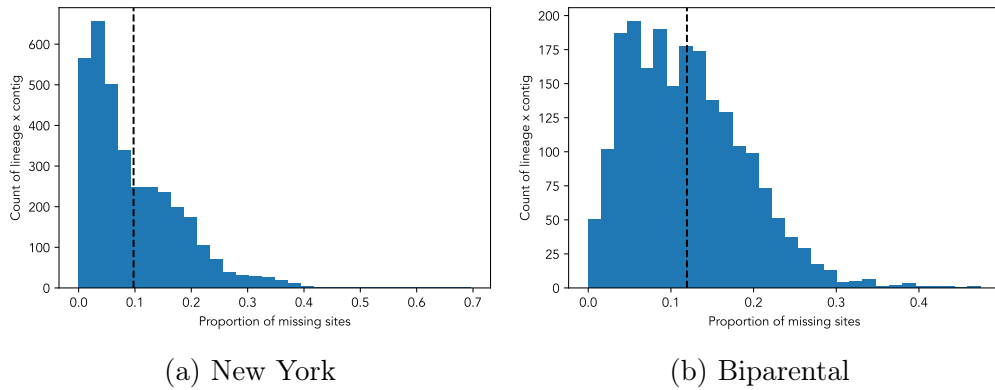 600
500
400
300
200
100
0
Count of lineage x contig
0.0 0.1 0.2 0.3 0.4 0.5 0.6 0.7
Proportion of missing sites
(a) New York
200
175
150
125
100
75
50
25
0
Count of lineage x contig
0.0 0.1 0.2 0.3 0.4
Proportion of missing sites
(b) Biparental